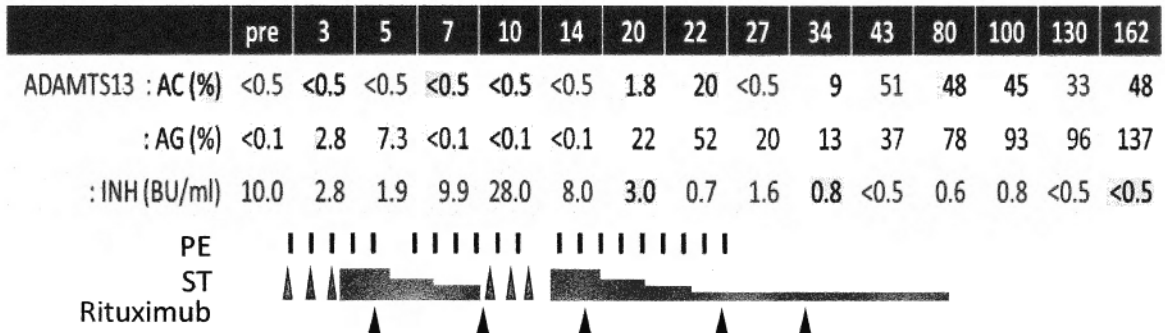 pre 3 5 7 10 14 20 22 27 34 43 80 100 130 162
ADAMTS13 : AC (%) <0.5 <0.5 <0.5 <0.5 <0.5 <0.5 1.8 20 <0.5 9 51 48 45 33 48
: AG (%) <0.1 2.8 7.3 <0.1 <0.1 <0.1 22 52 20 13 37 78 93 96 137
: INH (BU/ml) 10.0 2.8 1.9 9.9 28.0 8.0 3.0 0.7 1.6 0.8 <0.5 0.6 0.8 <0.5 <0.5
PE
ST
Rituximub